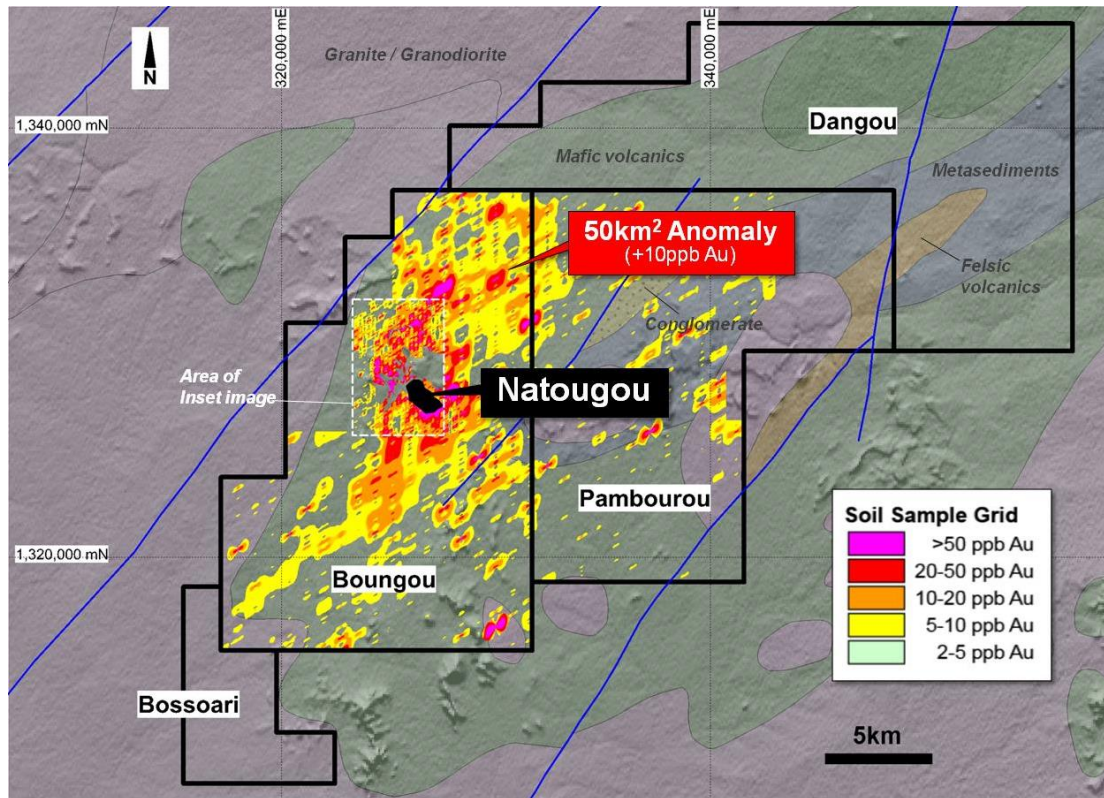 N
320,000 mE
340,000 mE
Granite / Granodiorite
1,340,000 mN
Dangou
Mafic volcanics
Metasediments
50km² Anomaly
(+10ppb Au)
Felsic
volcanics
Conglomerate
Area of
Inset image
Natougou
Pambourou
Soil Sample Grid
>50 ppb Au
20-50 ppb Au
10-20 ppb Au
5-10 ppb Au
2-5 ppb Au
1,320,000 mN
Boungou
Bossoari
5km